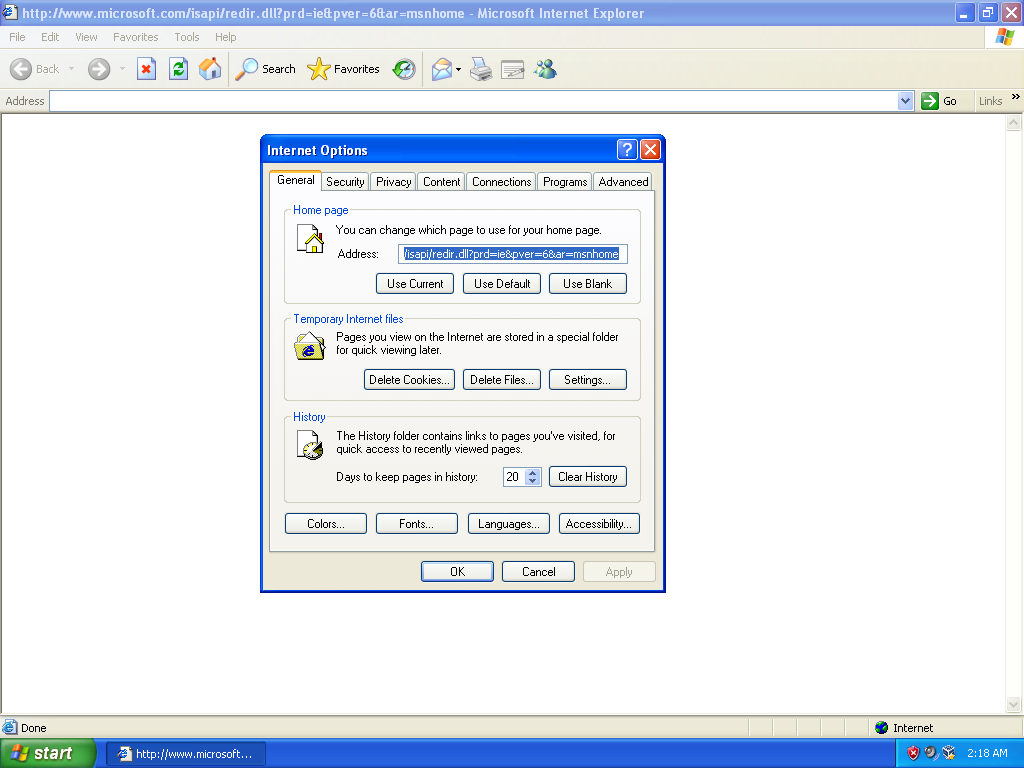 http://www.microsoft.com/isapi/redir.dll?prd=ie&pver=6&ar=msnhome - Microsoft Internet Explorer
File Edit View Favorites Tools Help
Back Search Favorites
Address Go Links »
Internet Options
General Security Privacy Content Connections Programs Advanced
Home page
You can change which page to use for your home page.
Address: /isapi/redir.dll?prd=ie&pver=6&ar=msnhome
Use Current Use Default Use Blank
Temporary Internet files
Pages you view on the Internet are stored in a special folder
for quick viewing later.
Delete Cookies... Delete Files... Settings...
History
The History folder contains links to pages you've visited, for
quick access to recently viewed pages.
Days to keep pages in history: 20 Clear History
Colors... Fonts... Languages... Accessibility...
OK Cancel Apply
Done Internet
start http://www.microsoft... 2:18 AM